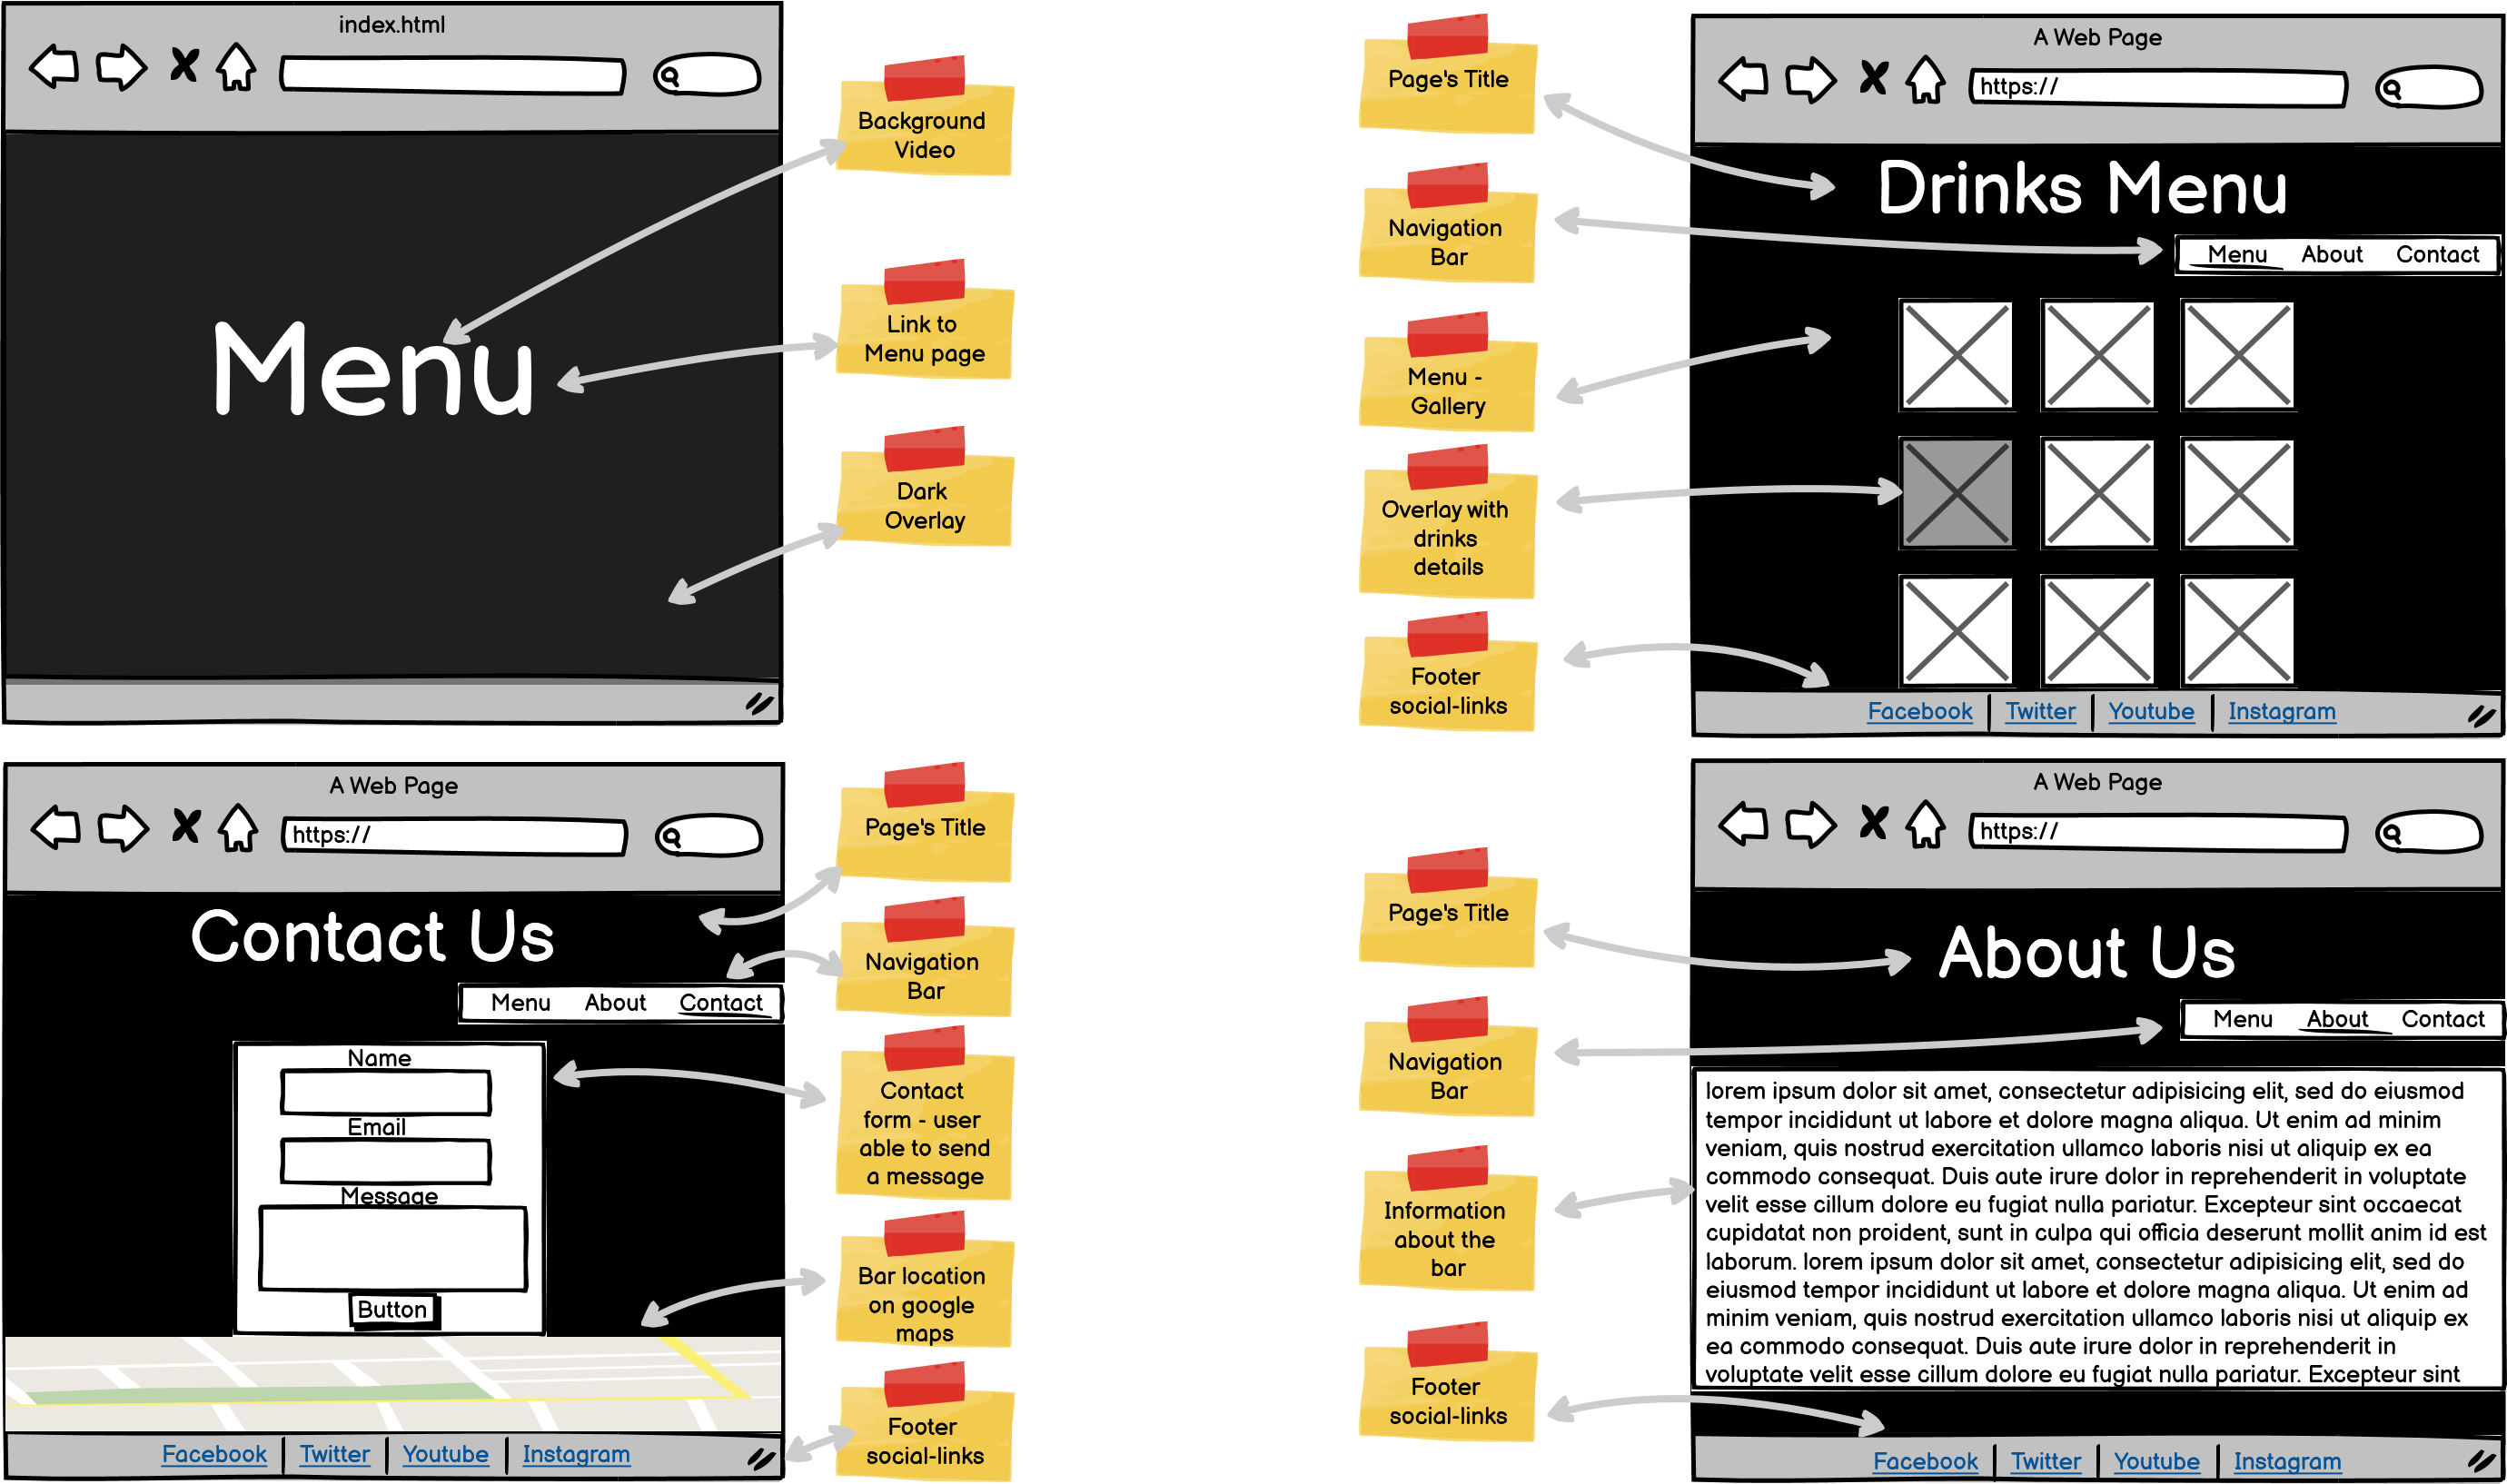 index.html
Menu
Background
Video
Link to
Menu page
Dark
Overlay
Page's Title
Navigation
Bar
Menu -
Gallery
Overlay with
drinks
details
Footer
social-links
A Web Page
https://
Drinks Menu
Menu About Contact
Facebook Twitter Youtube Instagram
A Web Page
https://
Contact Us
Menu About Contact
Name
Email
Message
Button
Facebook Twitter Youtube Instagram
Page's Title
Navigation
Bar
Contact
form - user
able to send
a message
Bar location
on google
maps
Footer
social-links
Page's Title
Navigation
Bar
Information
about the
bar
Footer
social-links
A Web Page
https://
About Us
Menu About Contact
lorem ipsum dolor sit amet, consectetur adipisicing elit, sed do eiusmod
tempor incididunt ut labore et dolore magna aliqua. Ut enim ad minim
veniam, quis nostrud exercitation ullamco laboris nisi ut aliquip ex ea
commodo consequat. Duis aute irure dolor in reprehenderit in voluptate
velit esse cillum dolore eu fugiat nulla pariatur. Excepteur sint occaecat
cupidatat non proident, sunt in culpa qui officia deserunt mollit anim id est
laborum. lorem ipsum dolor sit amet, consectetur adipisicing elit, sed do
eiusmod tempor incididunt ut labore et dolore magna aliqua. Ut enim ad
minim veniam, quis nostrud exercitation ullamco laboris nisi ut aliquip ex
ea commodo consequat. Duis aute irure dolor in reprehenderit in
voluptate velit esse cillum dolore eu fugiat nulla pariatur. Excepteur sint
Facebook Twitter Youtube Instagram